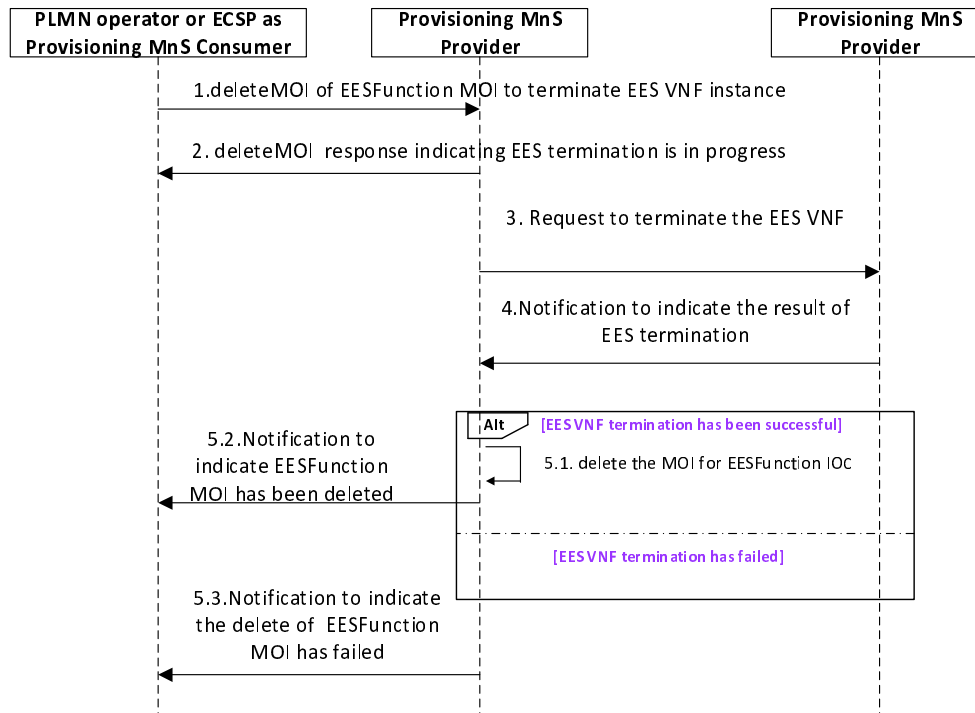 PLMN operator or ECSP as
Provisioning MnS Consumer
Provisioning MnS
Provider
Provisioning MnS
Provider
1.deleteMOI of EESFunction MOI to terminate EES VNF instance
2. deleteMOI response indicating EES termination is in progress
3. Request to terminate the EES VNF
4.Notification to indicate the result of
EES termination
Alt
[EES VNF termination has been successful]
5.1. delete the MOI for EESFunction IOC
5.2.Notification to
indicate EESFunction
MOI has been deleted
[EES VNF termination has failed]
5.3.Notification to indicate
the delete of EESFunction
MOI has failed